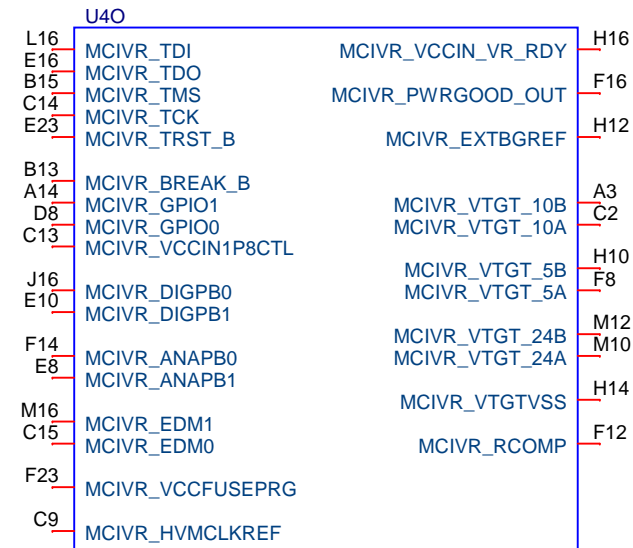 U4O
L16 MCIVR_TDI MCIVR_VCCIN_VR_RDY H16
E16 MCIVR_TDO
B15 MCIVR_TMS MCIVR_PWRGOOD_OUT F16
C14 MCIVR_TCK
E23 MCIVR_TRST_B MCIVR_EXTBGREF H12
B13 MCIVR_BREAK_B
A14 MCIVR_GPIO1 MCIVR_VTGT_10B A3
D8 MCIVR_GPIO0 MCIVR_VTGT_10A C2
C13 MCIVR_VCCIN1P8CTL
MCIVR_VTGT_5B H10
J16 MCIVR_DIGPB0 MCIVR_VTGT_5A F8
E10 MCIVR_DIGPB1
MCIVR_VTGT_24B M12
F14 MCIVR_ANAPB0 MCIVR_VTGT_24A M10
E8 MCIVR_ANAPB1
MCIVR_VTGTVSS H14
M16 MCIVR_EDM1
C15 MCIVR_EDM0 MCIVR_RCOMP F12
F23 MCIVR_VCCFUSEPRG
C9 MCIVR_HVMCLKREF